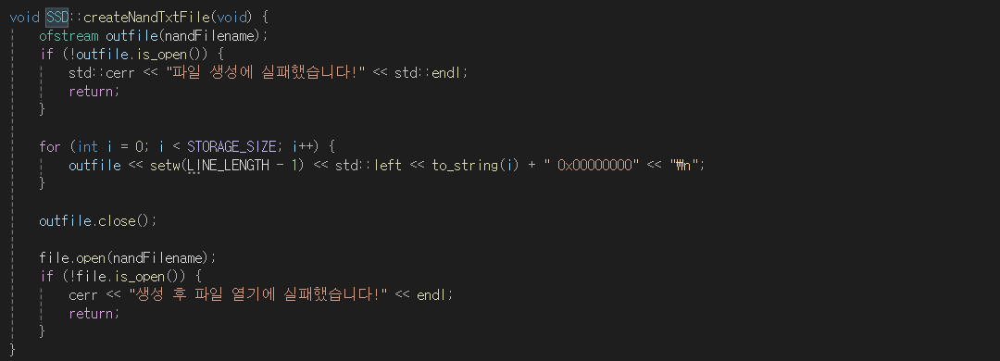 void SSD::createNandTxtFile(void) {
    ofstream outfile(nandFilename);
    if (!outfile.is_open()) {
        std::cerr << "파일 생성에 실패했습니다!" << std::endl;
        return;
    }

    for (int i = 0; i < STORAGE_SIZE; i++) {
        outfile << setw(LINE_LENGTH - 1) << std::left << to_string(i) + " 0x00000000" << "₩n";
    }

    outfile.close();

    file.open(nandFilename);
    if (!file.is_open()) {
        cerr << "생성 후 파일 열기에 실패했습니다!" << endl;
        return;
    }
}